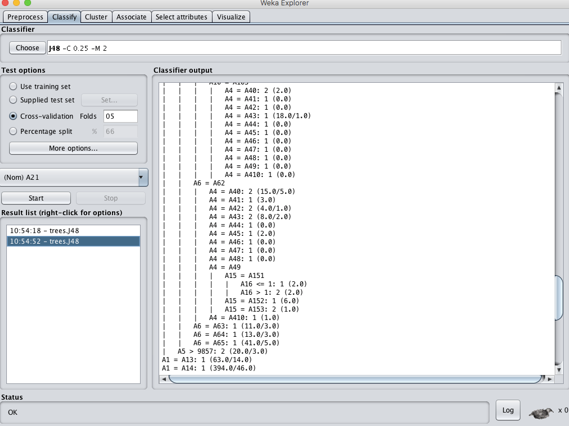 Weka Explorer
Preprocess Classify Cluster Associate Select attributes Visualize
Classifier
Choose J48 -C 0.25 -M 2
Test options
Use training set
Supplied test set Set...
Cross-validation Folds 05
Percentage split % 66
More options...
(Nom) A21
Start Stop
Result list (right-click for options)
10:54:18 - trees.J48
10:54:52 - trees.J48
Classifier output
| | | A4 = A40: 2 (2.0)
| | | | A4 = A41: 1 (0.0)
| | | | A4 = A42: 1 (0.0)
| | | | A4 = A43: 1 (18.0/1.0)
| | | | A4 = A44: 1 (0.0)
| | | | A4 = A45: 1 (0.0)
| | | | A4 = A46: 1 (0.0)
| | | | A4 = A47: 1 (0.0)
| | | | A4 = A48: 1 (0.0)
| | | | A4 = A49: 1 (0.0)
| | | | A4 = A410: 1 (0.0)
| | A6 = A62
| | | A4 = A40: 2 (15.0/5.0)
| | | A4 = A41: 1 (3.0)
| | | A4 = A42: 2 (4.0/1.0)
| | | A4 = A43: 2 (8.0/2.0)
| | | A4 = A44: 1 (0.0)
| | | A4 = A45: 1 (2.0)
| | | A4 = A46: 1 (0.0)
| | | A4 = A47: 1 (0.0)
| | | A4 = A48: 1 (0.0)
| | | A4 = A49
| | | | A15 = A151
| | | | | A16 <= 1: 1 (2.0)
| | | | | A16 > 1: 2 (2.0)
| | | | A15 = A152: 1 (6.0)
| | | | A15 = A153: 2 (1.0)
| | | A4 = A410: 1 (1.0)
| | A6 = A63: 1 (11.0/3.0)
| | A6 = A64: 1 (13.0/3.0)
| | A6 = A65: 1 (41.0/5.0)
| A5 > 9857: 2 (20.0/3.0)
A1 = A13: 1 (63.0/14.0)
A1 = A14: 1 (394.0/46.0)
Status
OK
Log
x 0